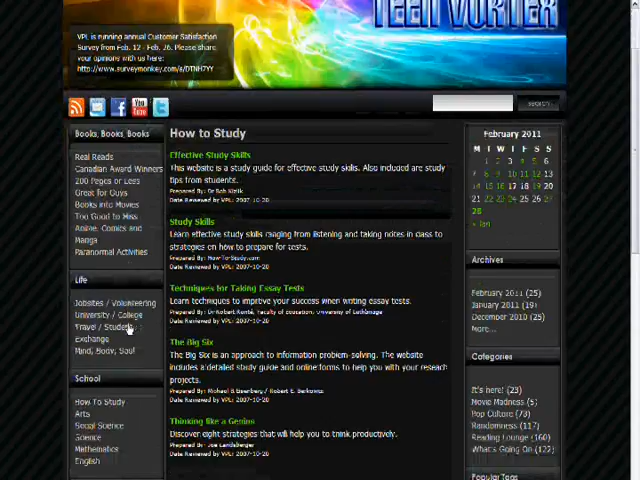 TEEN VORTEX
VPL is running annual Customer Satisfaction
Survey from Feb. 12 - Feb. 26. Please share
your opinions with us here:
http://www.surveymonkey.com/s/DTNH7YY
search
Books, Books, Books
Real Reads
Canadian Award Winners
200 Pages or Less
Great for Guys
Books into Movies
Too Good to Miss
Anime, Comics and
Manga
Paranormal Activities
Life
Jobsites / Volunteering
University / College
Travel / Student
Exchange
Mind, Body, Soul
School
How To Study
Arts
Social Science
Science
Mathematics
English
How to Study
Effective Study Skills
This website is a study guide for effective study skills. Also included are study
tips from students.
Prepared By: Dr Bob Kizlik
Date Reviewed by VPL: 2007-10-20
Study Skills
Learn effective study skills ranging from listening and taking notes in class to
strategies on how to prepare for tests.
Prepared By: How-To-Study.com
Date Reviewed by VPL: 2007-10-20
Techniques for Taking Essay Tests
Learn techniques to improve your success when writing essay tests.
Prepared By: Dr Robert Runté, Faculty of Education, University of Lethbridge
Date Reviewed by VPL: 2007-10-20
The Big Six
The Big Six is an approach to information problem-solving. The website
includes a detailed study guide and online forms to help you with your research
projects.
Prepared By: Michael B Eisenberg / Robert E. Berkowitz
Date Reviewed by VPL: 2007-10-20
Thinking like a Genius
Discover eight strategies that will help you to think productively.
Prepared By: Joe Landsberger
Date Reviewed by VPL: 2007-10-20
February 2011
M T W T F S S
1 2 3 4 5 6
7 8 9 10 11 12 13
14 15 16 17 18 19 20
21 22 23 24 25 26 27
28
« Jan
Archives
February 2011 (25)
January 2011 (19)
December 2010 (25)
More...
Categories
It's here! (23)
Movie Madness (5)
Pop Culture (73)
Randomness (117)
Reading Lounge (160)
What's Going On (122)
Popular Tags